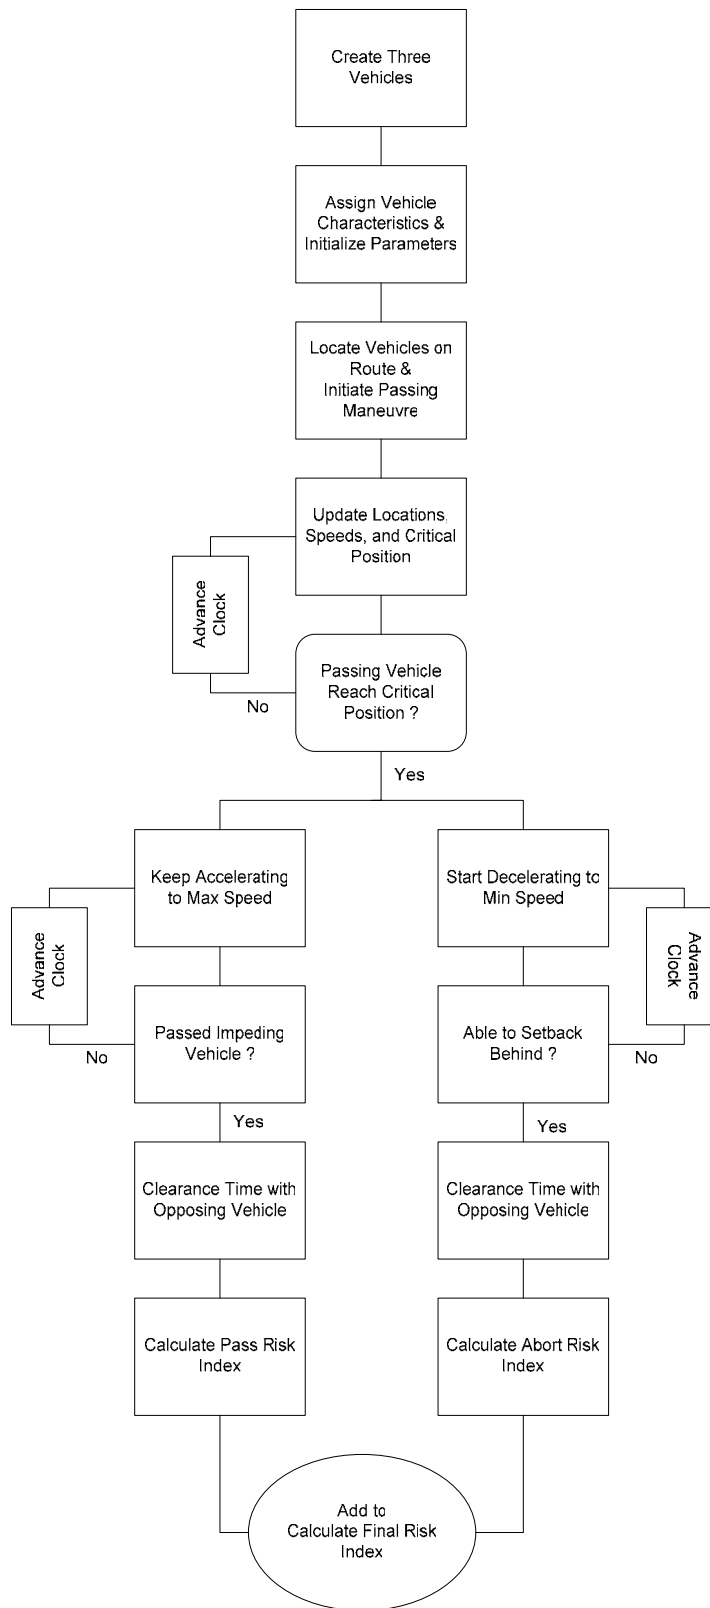 Create Three
Vehicles
Assign Vehicle
Characteristics &
Initialize Parameters
Locate Vehicles on
Route &
Initiate Passing
Maneuvre
Update Locations,
Speeds, and Critical
Position
Advance
Clock
Passing Vehicle
Reach Critical
Position ?
No
Yes
Keep Accelerating
to Max Speed
Start Decelerating to
Min Speed
Advance
Clock
Advance
Clock
Passed Impeding
Vehicle ?
Able to Setback
Behind ?
No
No
Yes
Yes
Clearance Time with
Opposing Vehicle
Clearance Time with
Opposing Vehicle
Calculate Pass Risk
Index
Calculate Abort Risk
Index
Add to
Calculate Final Risk
Index